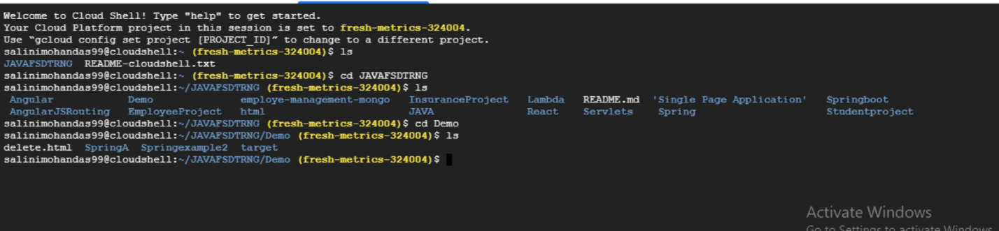 Welcome to Cloud Shell! Type "help" to get started.
Your Cloud Platform project in this session is set to fresh-metrics-324004.
Use “gcloud config set project [PROJECT_ID]” to change to a different project.
salinimohandas99@cloudshell:~ (fresh-metrics-324004)$ ls
JAVAFSDTRNG  README-cloudshell.txt
salinimohandas99@cloudshell:~ (fresh-metrics-324004)$ cd JAVAFSDTRNG
salinimohandas99@cloudshell:~/JAVAFSDTRNG (fresh-metrics-324004)$ ls
Angular  Demo  employe-management-mongo  InsuranceProject  Lambda  README.md  'Single Page Application'  Springboot
AngularJSRouting  EmployeeProject  html  JAVA  React  Servlets  Spring  Studentproject
salinimohandas99@cloudshell:~/JAVAFSDTRNG (fresh-metrics-324004)$ cd Demo
salinimohandas99@cloudshell:~/JAVAFSDTRNG/Demo (fresh-metrics-324004)$ ls
delete.html  SpringA  Springexample2  target
salinimohandas99@cloudshell:~/JAVAFSDTRNG/Demo (fresh-metrics-324004)$
Activate Windows
Go to Settings to activate Windows